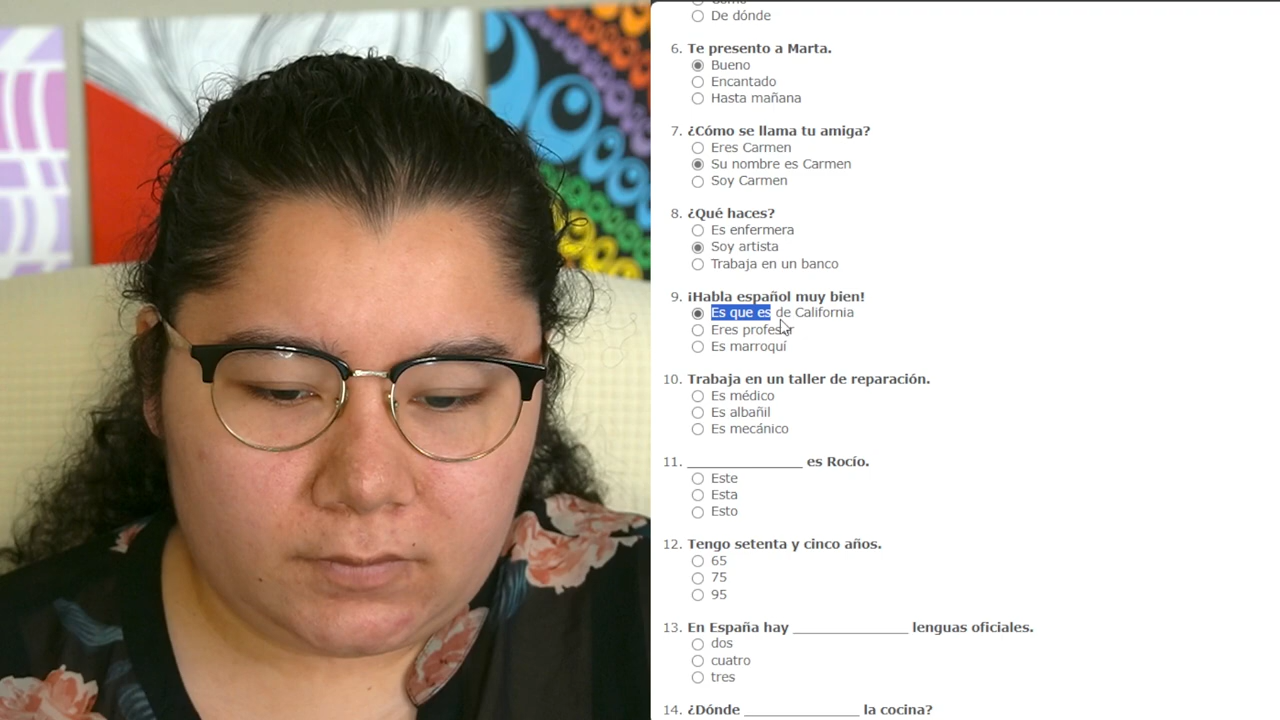 De dónde
6. Te presento a Marta.
Bueno
Encantado
Hasta mañana
7. ¿Cómo se llama tu amiga?
Eres Carmen
Su nombre es Carmen
Soy Carmen
8. ¿Qué haces?
Es enfermera
Soy artista
Trabaja en un banco
9. ¡Habla español muy bien!
Es que es de California
Eres profesor
Es marroquí
10. Trabaja en un taller de reparación.
Es médico
Es albañil
Es mecánico
11. _______________ es Rocío.
Este
Esta
Esto
12. Tengo setenta y cinco años.
65
75
95
13. En España hay _______________ lenguas oficiales.
dos
cuatro
tres
14. ¿Dónde _______________ la cocina?